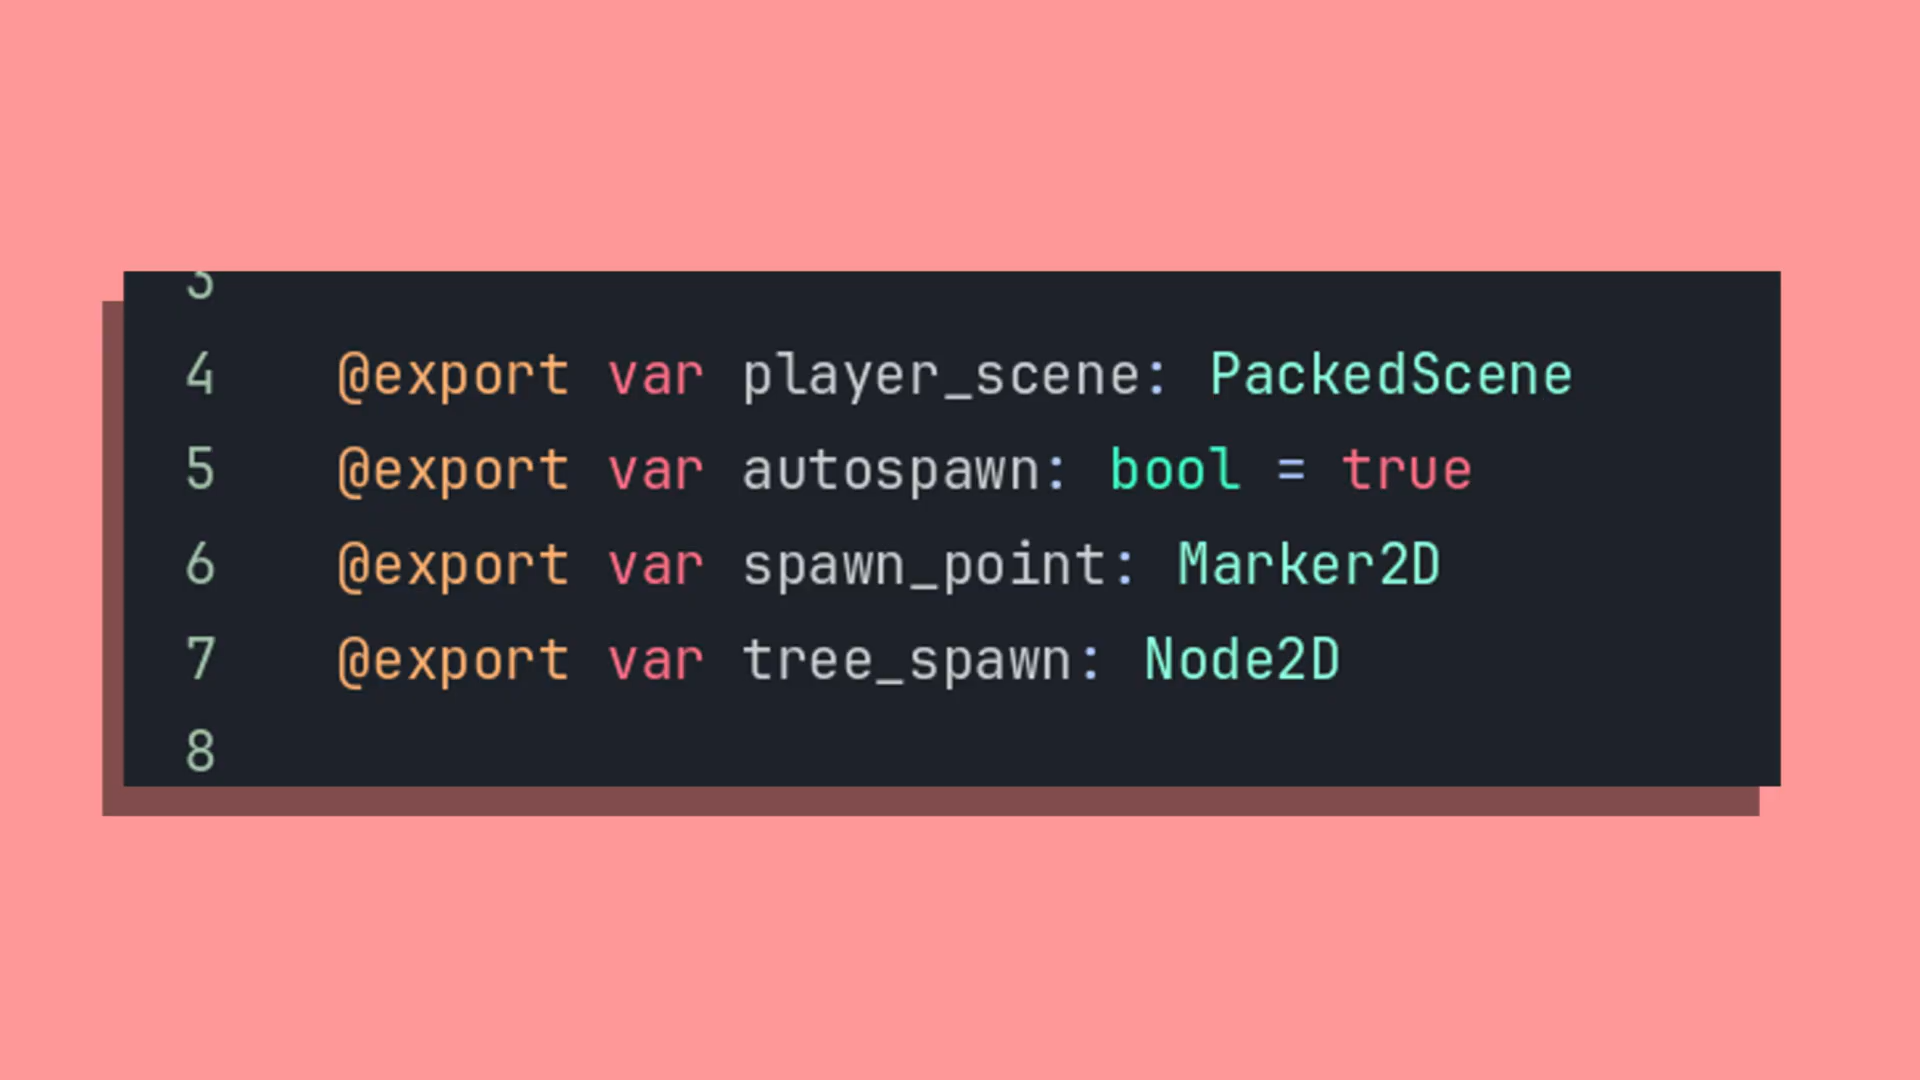 3
4 @export var player_scene: PackedScene
5 @export var autospawn: bool = true
6 @export var spawn_point: Marker2D
7 @export var tree_spawn: Node2D
8